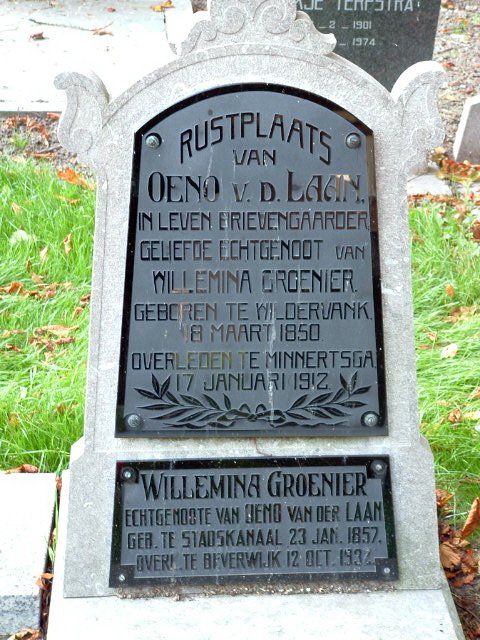 TERPSTRA
1901
1974
RUSTPLAATS
VAN
OENO V. D. LAAN.
IN LEVEN BRIEVENGAARDER,
GELIEFDE ECHTGENOOT VAN
WILLEMINA GROENIER.
GEBOREN TE WILDERVANK,
18 MAART 1850.
OVERLEDEN TE MINNERTSGA
17 JANUARI 1912.
WILLEMINA GROENIER
ECHTGENOOTE VAN OENO VAN DER LAAN
GEB. TE STADSKANAAL 23 JAN. 1857.
OVERL. TE BEVERWIJK 12 OCT.